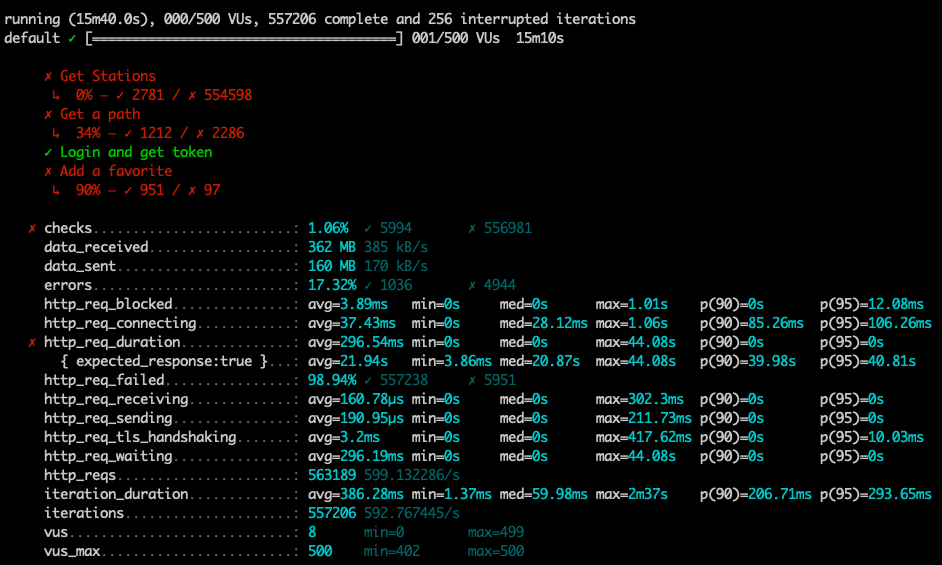 running (15m40.0s), 000/500 VUs, 557206 complete and 256 interrupted iterations
default ✓ [======================================] 001/500 VUs  15m10s
✗ Get Stations
↳  0% — ✓ 2781 / ✗ 554598
✗ Get a path
↳  34% — ✓ 1212 / ✗ 2286
✓ Login and get token
✗ Add a favorite
↳  90% — ✓ 951 / ✗ 97
✗ checks.........................: 1.06%  ✓ 5994       ✗ 556981
data_received..................: 362 MB 385 kB/s
data_sent......................: 160 MB 170 kB/s
errors.........................: 17.32% ✓ 1036       ✗ 4944
http_req_blocked...............: avg=3.89ms   min=0s     med=0s      max=1.01s    p(90)=0s       p(95)=12.08ms
http_req_connecting............: avg=37.43ms  min=0s     med=28.12ms max=1.06s    p(90)=85.26ms  p(95)=106.26ms
✗ http_req_duration..............: avg=296.54ms min=0s     med=0s      max=44.08s   p(90)=0s       p(95)=0s
{ expected_response:true }...: avg=21.94s   min=3.86ms med=20.87s  max=44.08s   p(90)=39.98s   p(95)=40.81s
http_req_failed................: 98.94% ✓ 557238     ✗ 5951
http_req_receiving.............: avg=160.78µs min=0s     med=0s      max=302.3ms  p(90)=0s       p(95)=0s
http_req_sending...............: avg=190.95µs min=0s     med=0s      max=211.73ms p(90)=0s       p(95)=0s
http_req_tls_handshaking.......: avg=3.2ms    min=0s     med=0s      max=417.62ms p(90)=0s       p(95)=10.03ms
http_req_waiting...............: avg=296.19ms min=0s     med=0s      max=44.08s   p(90)=0s       p(95)=0s
http_reqs......................: 563189 599.132286/s
iteration_duration.............: avg=386.28ms min=1.37ms med=59.98ms max=2m37s    p(90)=206.71ms p(95)=293.65ms
iterations.....................: 557206 592.767445/s
vus............................: 8      min=0        max=499
vus_max........................: 500    min=402      max=500